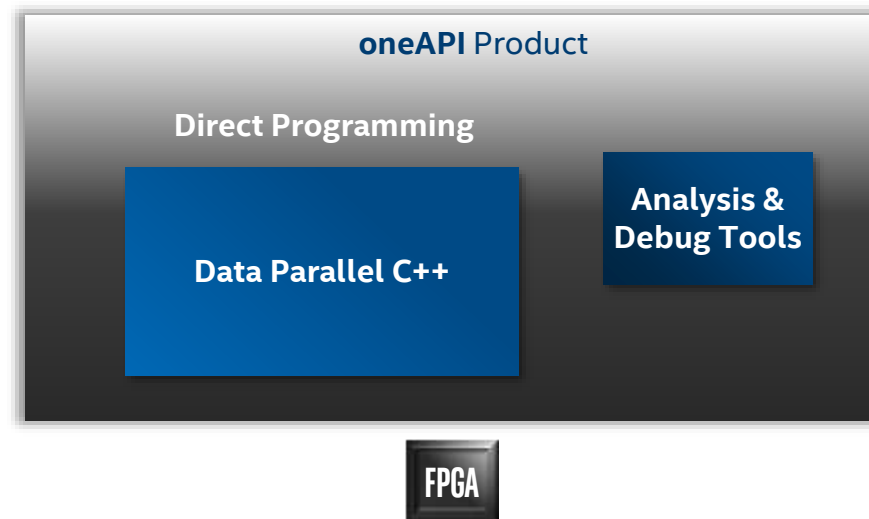 oneAPI Product
Direct Programming
Data Parallel C++
Analysis &
Debug Tools
FPGA